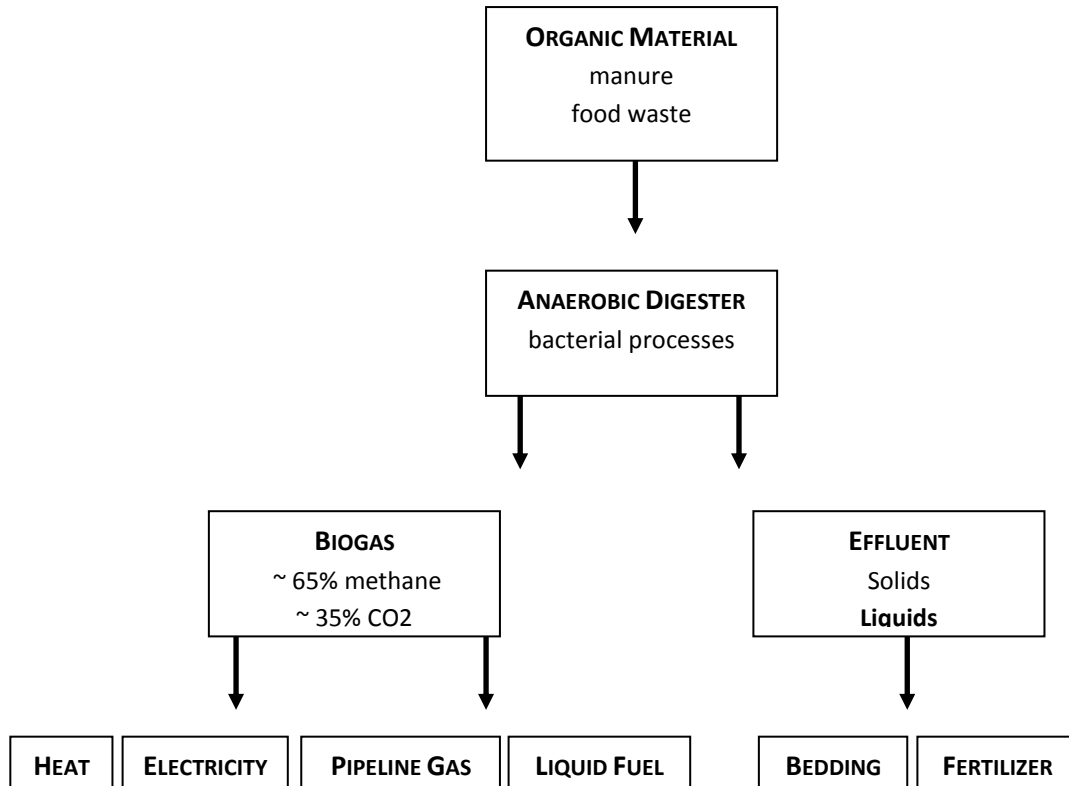 ORGANIC MATERIAL
manure
food waste
ANAEROBIC DIGESTER
bacterial processes
BIOGAS
~ 65% methane
~ 35% CO2
EFFLUENT
Solids
Liquids
HEAT
ELECTRICITY
PIPELINE GAS
LIQUID FUEL
BEDDING
FERTILIZER